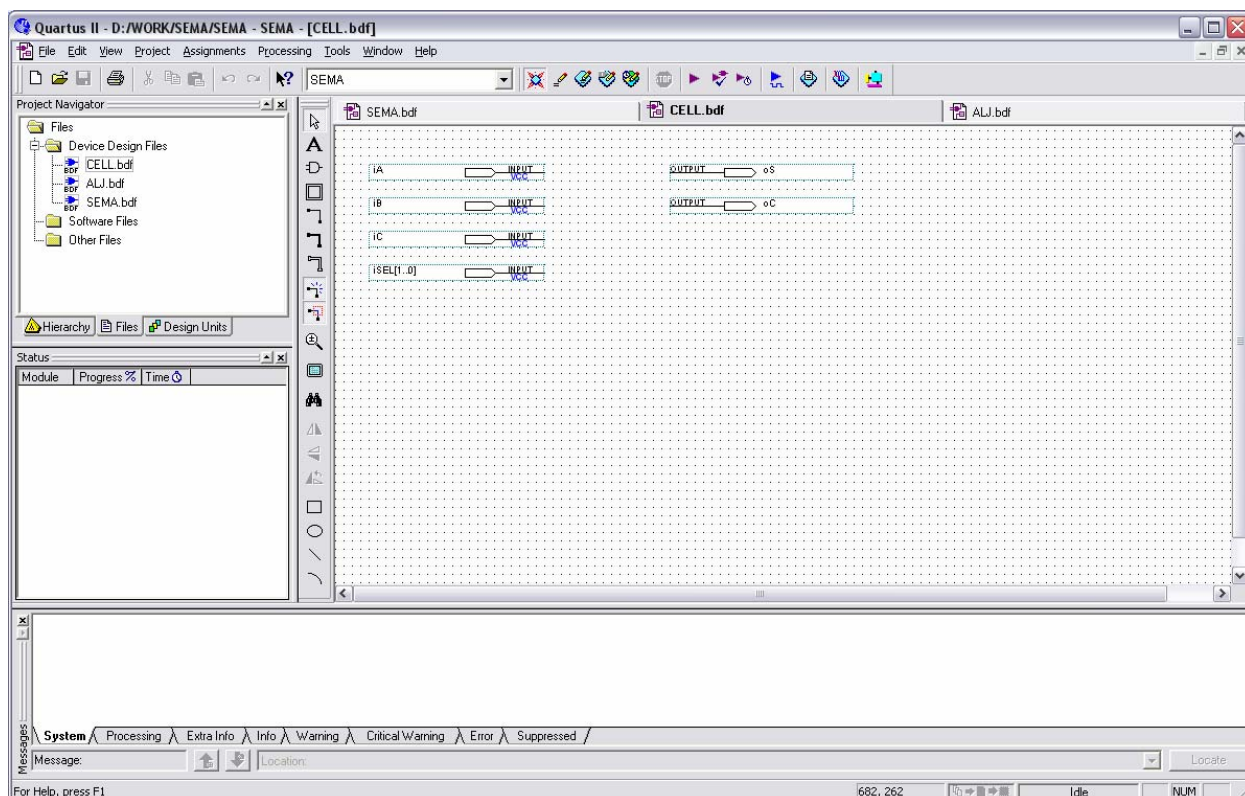 Quartus II - D:/WORK/SEMA/SEMA - SEMA - [CELL.bdf]
File Edit View Project Assignments Processing Tools Window Help
SEMA
Project Navigator
Files
Device Design Files
CELL.bdf
ALJ.bdf
SEMA.bdf
Software Files
Other Files
Hierarchy Files Design Units
Status
Module Progress % Time
SEMA.bdf CELL.bdf ALJ.bdf
iA INPUT VCC OUTPUT oS
iB INPUT VCC OUTPUT oC
iC INPUT VCC
iSEL[1..0] INPUT VCC
Messages
System Processing Extra Info Info Warning Critical Warning Error Suppressed
Message: Location: Locate
For Help, press F1 682, 262 Idle NUM